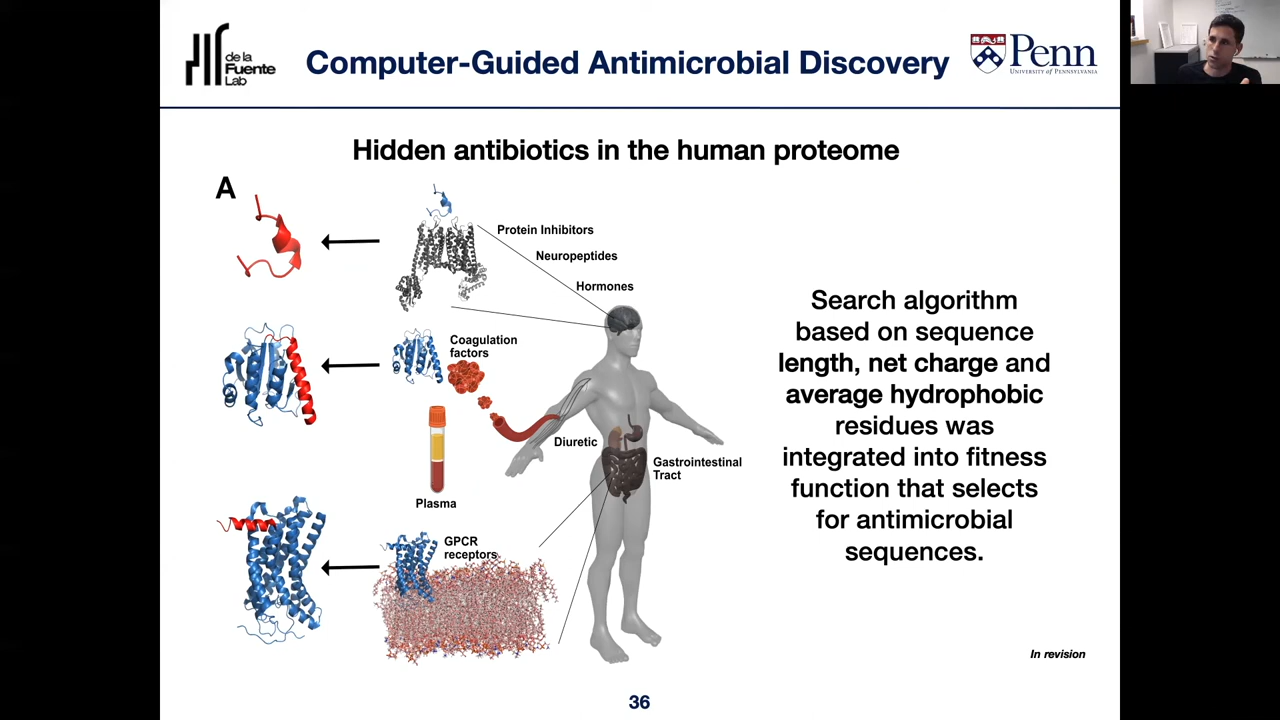 de la
Fuente
Lab
Computer-Guided Antimicrobial Discovery
Penn
UNIVERSITY of PENNSYLVANIA
Hidden antibiotics in the human proteome
A
Protein Inhibitors
Neuropeptides
Hormones
Coagulation
factors
Diuretic
Gastrointestinal
Tract
Plasma
GPCR
receptors
Search algorithm
based on sequence
length, net charge and
average hydrophobic
residues was
integrated into fitness
function that selects
for antimicrobial
sequences.
In revision
36